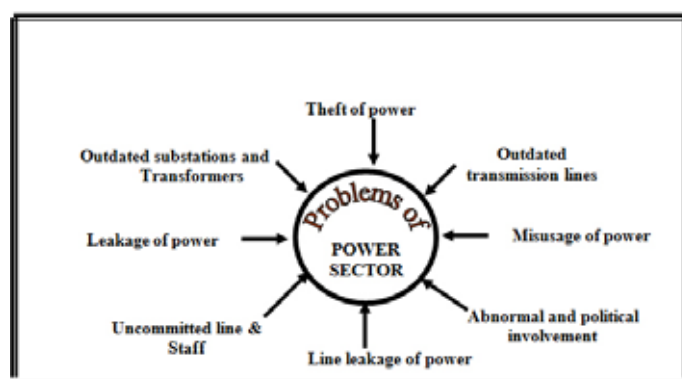 Theft of power
Outdated substations and
Transformers
Outdated
transmission lines
Problems of
POWER
SECTOR
Leakage of power
Misusage of power
Uncommitted line &
Staff
Abnormal and political
involvement
Line leakage of power